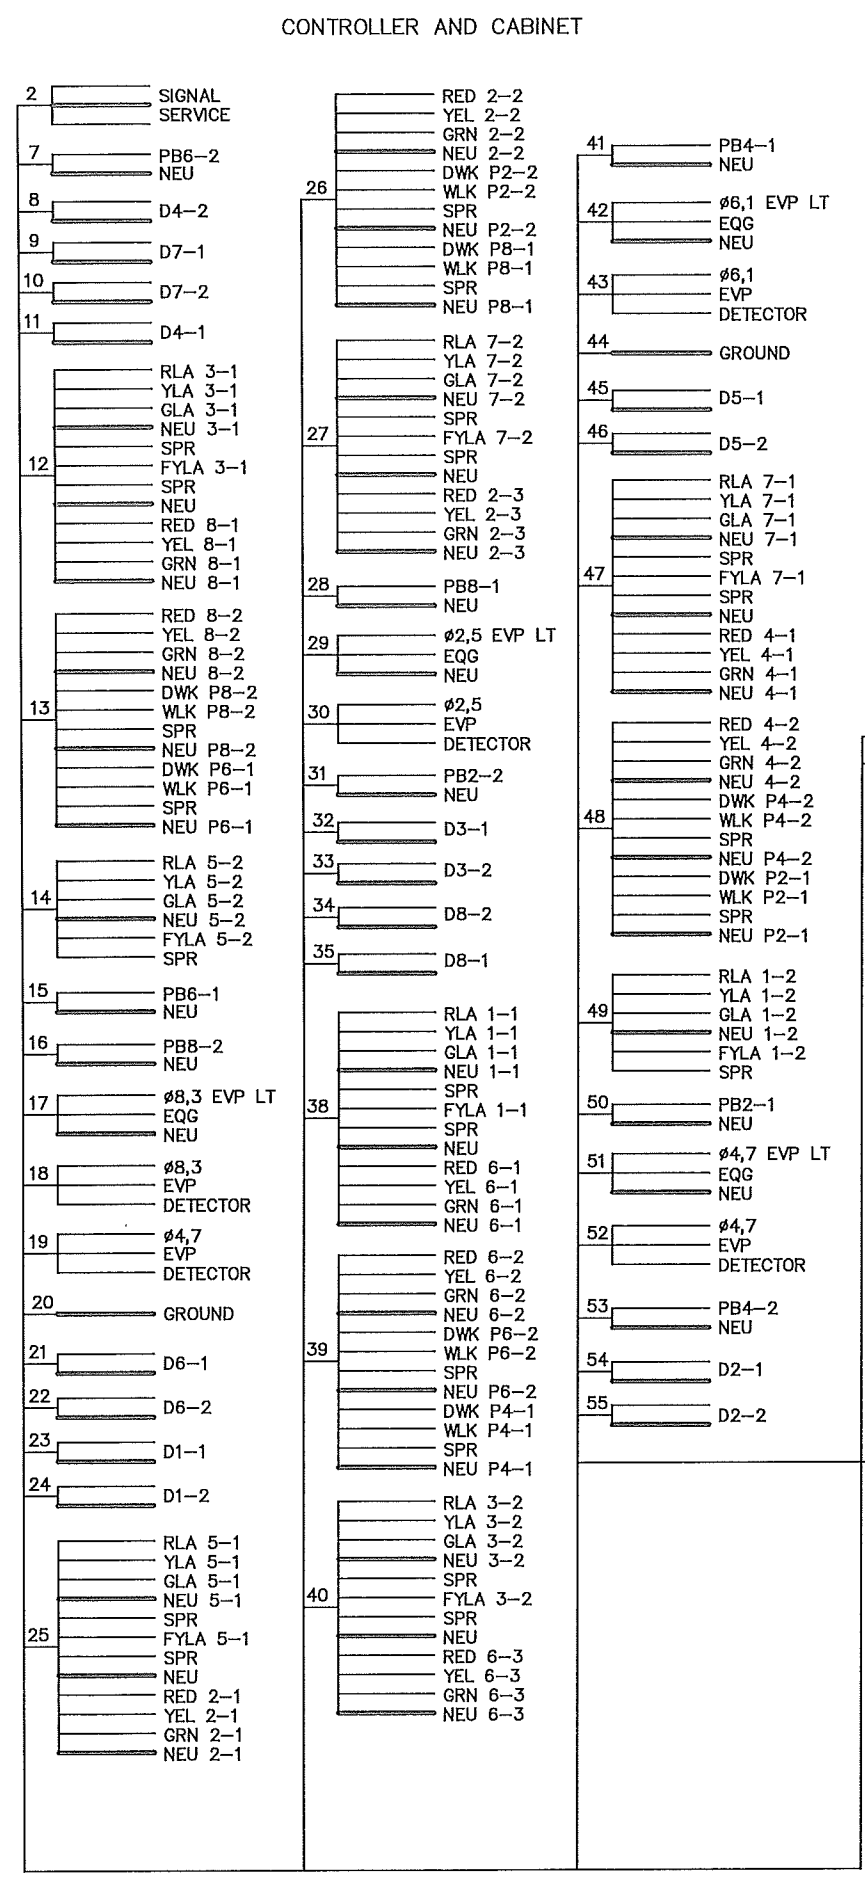 CONTROLLER AND CABINET
2
SIGNAL
SERVICE
7
PB6-2
NEU
8
D4-2
9
D7-1
10
D7-2
11
D4-1
12
RLA 3-1
YLA 3-1
GLA 3-1
NEU 3-1
SPR
FYLA 3-1
SPR
NEU
RED 8-1
YEL 8-1
GRN 8-1
NEU 8-1
13
RED 8-2
YEL 8-2
GRN 8-2
NEU 8-2
DWK P8-2
WLK P8-2
SPR
NEU P8-2
DWK P6-1
WLK P6-1
SPR
NEU P6-1
14
RLA 5-2
YLA 5-2
GLA 5-2
NEU 5-2
FYLA 5-2
SPR
15
PB6-1
NEU
16
PB8-2
NEU
17
Ø8,3 EVP LT
EQG
NEU
18
Ø8,3
EVP
DETECTOR
19
Ø4,7
EVP
DETECTOR
20
GROUND
21
D6-1
22
D6-2
23
D1-1
24
D1-2
25
RLA 5-1
YLA 5-1
GLA 5-1
NEU 5-1
SPR
FYLA 5-1
SPR
NEU
RED 2-1
YEL 2-1
GRN 2-1
NEU 2-1
26
RED 2-2
YEL 2-2
GRN 2-2
NEU 2-2
DWK P2-2
WLK P2-2
SPR
NEU P2-2
DWK P8-1
WLK P8-1
SPR
NEU P8-1
27
RLA 7-2
YLA 7-2
GLA 7-2
NEU 7-2
SPR
FYLA 7-2
SPR
NEU
RED 2-3
YEL 2-3
GRN 2-3
NEU 2-3
28
PB8-1
NEU
29
Ø2,5 EVP LT
EQG
NEU
30
Ø2,5
EVP
DETECTOR
31
PB2-2
NEU
32
D3-1
33
D3-2
34
D8-2
35
D8-1
38
RLA 1-1
YLA 1-1
GLA 1-1
NEU 1-1
SPR
FYLA 1-1
SPR
NEU
RED 6-1
YEL 6-1
GRN 6-1
NEU 6-1
39
RED 6-2
YEL 6-2
GRN 6-2
NEU 6-2
DWK P6-2
WLK P6-2
SPR
NEU P6-2
DWK P4-1
WLK P4-1
SPR
NEU P4-1
40
RLA 3-2
YLA 3-2
GLA 3-2
NEU 3-2
SPR
FYLA 3-2
SPR
NEU
RED 6-3
YEL 6-3
GRN 6-3
NEU 6-3
41
PB4-1
NEU
42
Ø6,1 EVP LT
EQG
NEU
43
Ø6,1
EVP
DETECTOR
44
GROUND
45
D5-1
46
D5-2
47
RLA 7-1
YLA 7-1
GLA 7-1
NEU 7-1
SPR
FYLA 7-1
SPR
NEU
RED 4-1
YEL 4-1
GRN 4-1
NEU 4-1
48
RED 4-2
YEL 4-2
GRN 4-2
NEU 4-2
DWK P4-2
WLK P4-2
SPR
NEU P4-2
DWK P2-1
WLK P2-1
SPR
NEU P2-1
49
RLA 1-2
YLA 1-2
GLA 1-2
NEU 1-2
FYLA 1-2
SPR
50
PB2-1
NEU
51
Ø4,7 EVP LT
EQG
NEU
52
Ø4,7
EVP
DETECTOR
53
PB4-2
NEU
54
D2-1
55
D2-2